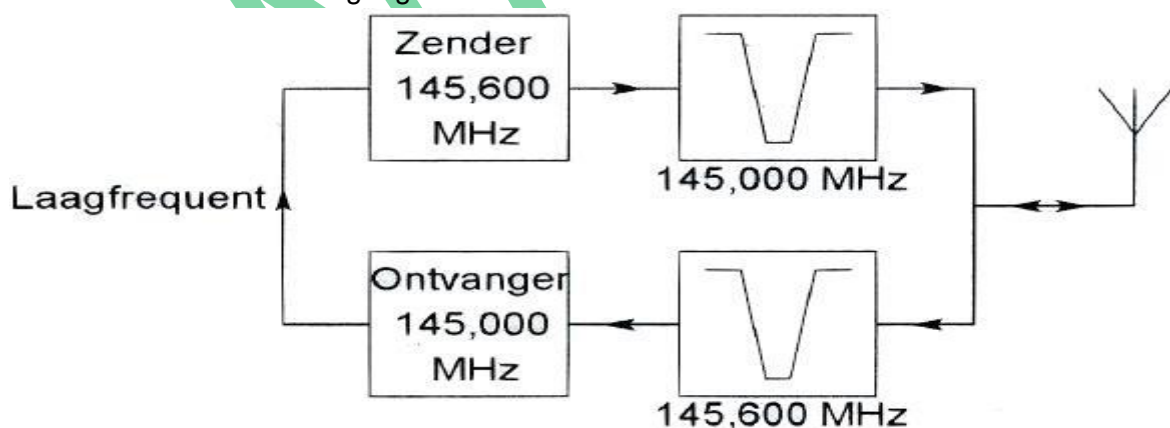 Zender
145,600
MHz
145,000 MHz
Laagfrequent
Ontvanger
145,000
MHz
145,600 MHz